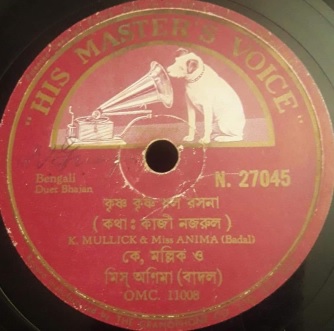 "HIS MASTER'S VOICE"
Bengali
Duet Bhajan
N. 27045
কৃষ্ণ কৃষ্ণ বল রসনা
( কথা : কাজী নজরুল )
K. MULLICK & Miss ANIMA (Badal)
কে, মল্লিক ও
মিস্ অণিমা (বাদল)
OMC. 11008